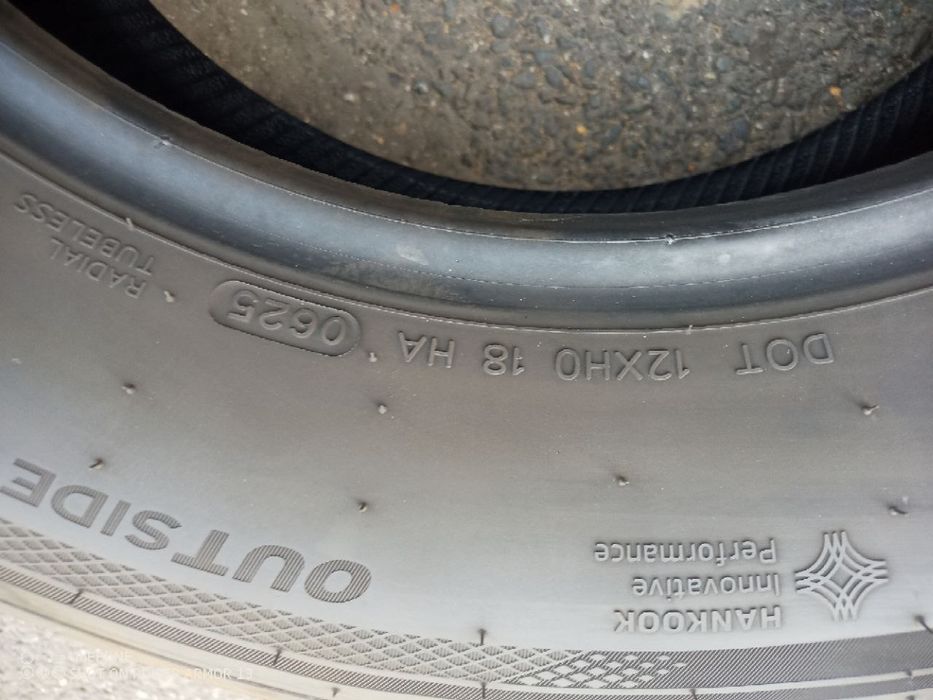 DOT 12XH0 18 HA 0625
RADIAL
TUBELESS
OUTSIDE
HANKOOK
Innovative
Performance